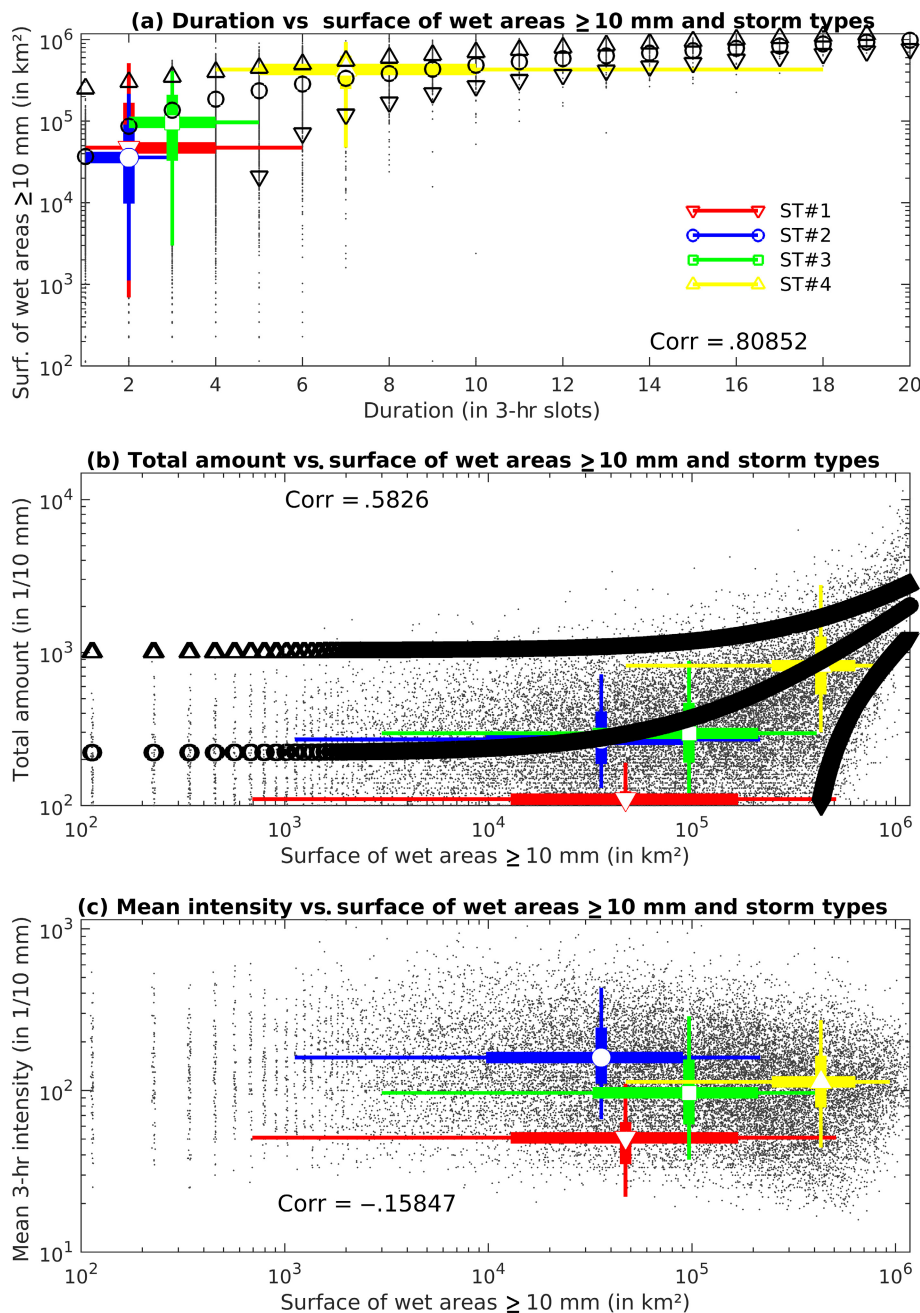 (a) Duration vs surface of wet areas ≥10 mm and storm types
Surf. of wet areas ≥10 mm (in km²)
10⁶
10⁵
10⁴
10³
10²
ST#1
ST#2
ST#3
ST#4
Corr = .80852
2 4 6 8 10 12 14 16 18 20
Duration (in 3-hr slots)
(b) Total amount vs. surface of wet areas ≥10 mm and storm types
Total amount (in 1/10 mm)
10⁴
10³
10²
Corr = .5826
10² 10³ 10⁴ 10⁵ 10⁶
Surface of wet areas ≥ 10 mm (in km²)
(c) Mean intensity vs. surface of wet areas ≥10 mm and storm types
Mean 3-hr intensity (in 1/10 mm)
10³
10²
10¹
Corr = −.15847
10² 10³ 10⁴ 10⁵ 10⁶
Surface of wet areas ≥ 10 mm (in km²)